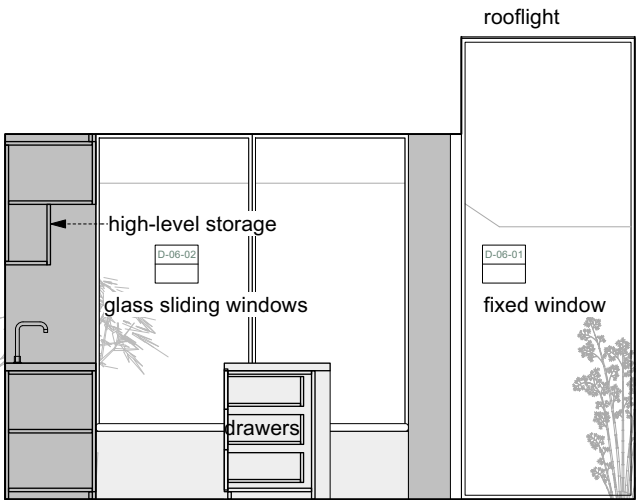 rooflight
high-level storage
D-06-02
D-06-01
glass sliding windows
fixed window
drawers